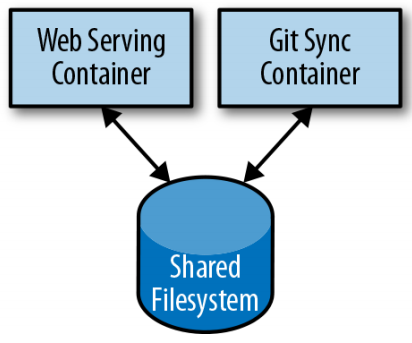 Web Serving
Container
Git Sync
Container
Shared
Filesystem